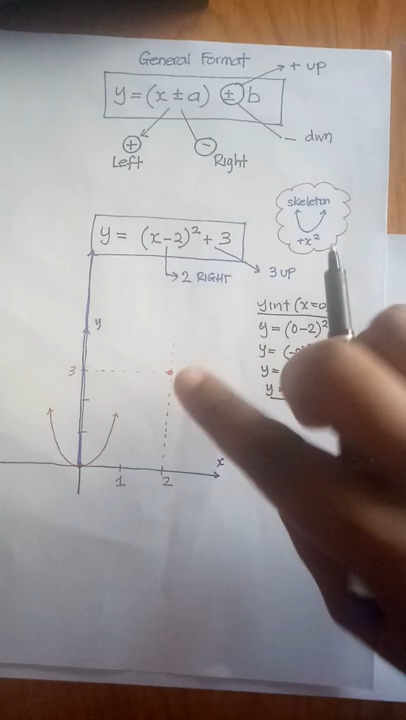 General Format
+ up
y = (x ± a) ± b
- dwn
+ -
Left Right
skeleton
+x²
y = (x-2)² + 3
2 RIGHT
3 UP
y int (x=0
y = (0-2)²
y
y = (-
3
y =
y
x
1 2